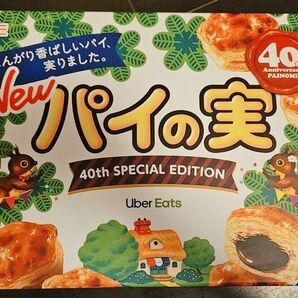 こんがり香ばしいパイ、
実りました。
New
パイの実
40
Anniversary
PAINOMI
40th SPECIAL EDITION
Uber Eats